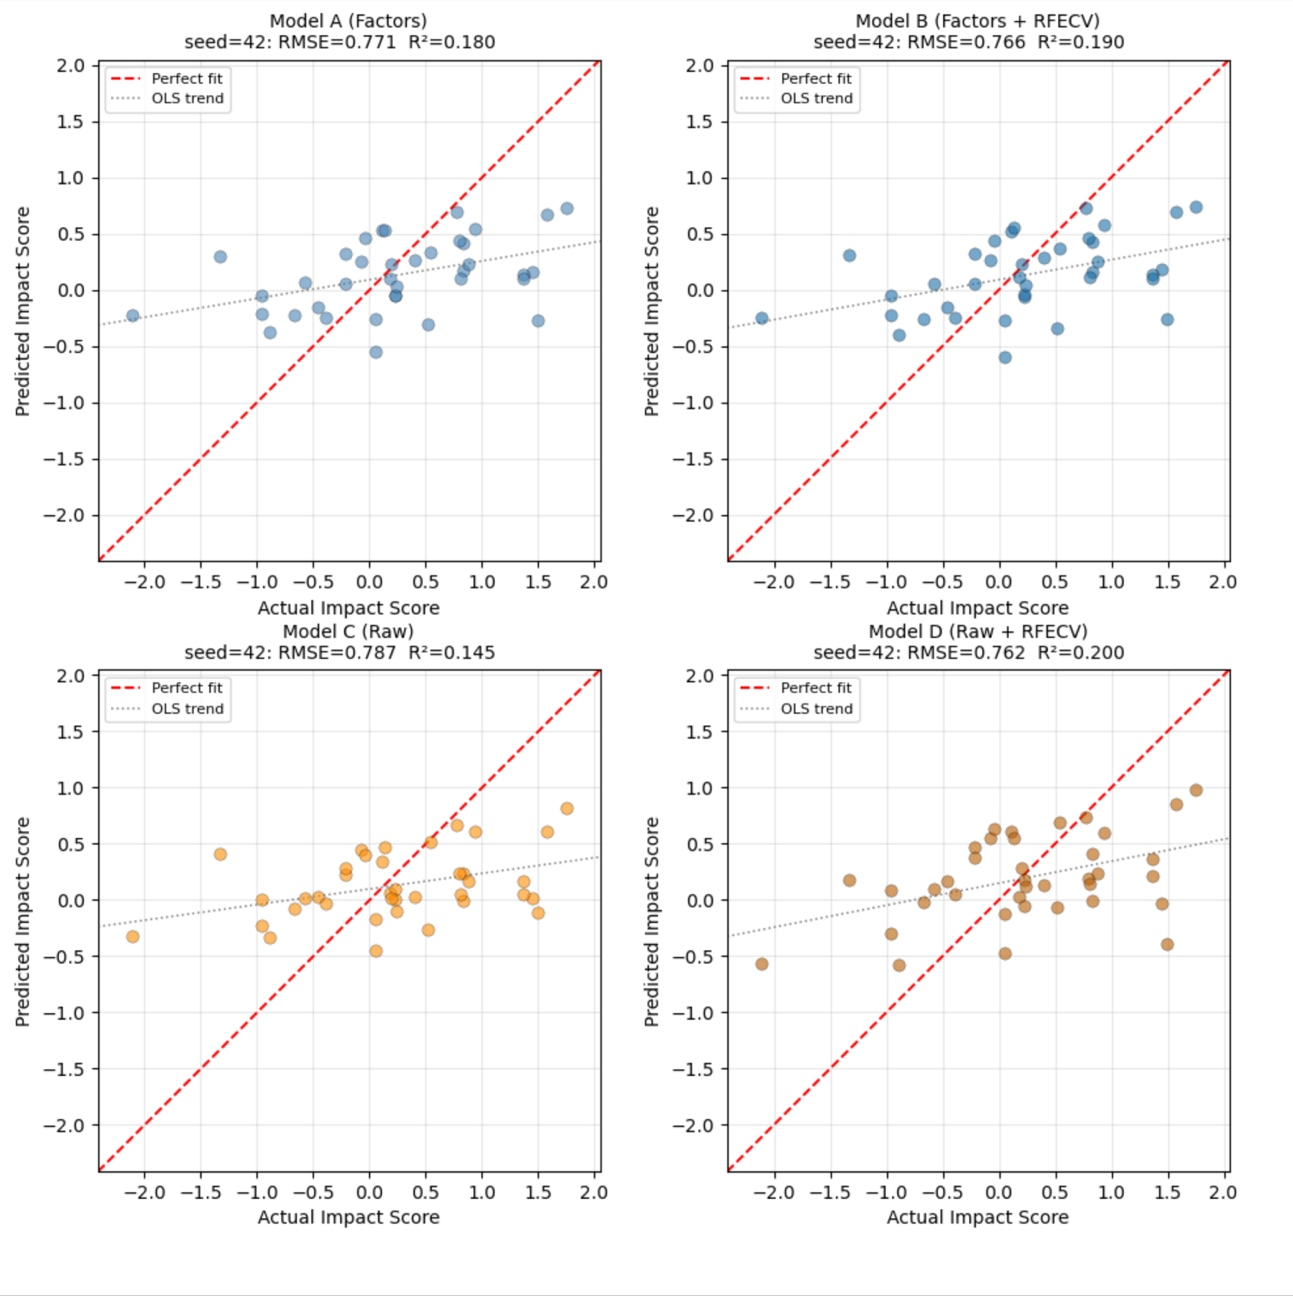 Model A (Factors)
seed=42: RMSE=0.771  R²=0.180
Perfect fit
OLS trend
2.0
1.5
1.0
0.5
0.0
−0.5
−1.0
−1.5
−2.0
Predicted Impact Score
−2.0 −1.5 −1.0 −0.5 0.0 0.5 1.0 1.5 2.0
Actual Impact Score
Model B (Factors + RFECV)
seed=42: RMSE=0.766  R²=0.190
Perfect fit
OLS trend
2.0
1.5
1.0
0.5
0.0
−0.5
−1.0
−1.5
−2.0
Predicted Impact Score
−2.0 −1.5 −1.0 −0.5 0.0 0.5 1.0 1.5 2.0
Actual Impact Score
Model C (Raw)
seed=42: RMSE=0.787  R²=0.145
Perfect fit
OLS trend
2.0
1.5
1.0
0.5
0.0
−0.5
−1.0
−1.5
−2.0
Predicted Impact Score
−2.0 −1.5 −1.0 −0.5 0.0 0.5 1.0 1.5 2.0
Actual Impact Score
Model D (Raw + RFECV)
seed=42: RMSE=0.762  R²=0.200
Perfect fit
OLS trend
2.0
1.5
1.0
0.5
0.0
−0.5
−1.0
−1.5
−2.0
Predicted Impact Score
−2.0 −1.5 −1.0 −0.5 0.0 0.5 1.0 1.5 2.0
Actual Impact Score